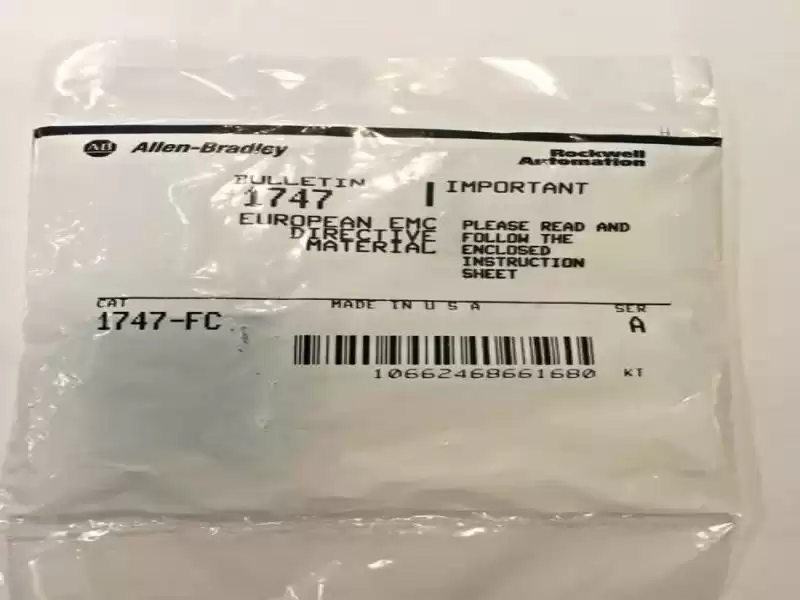 AB Allen-Bradley
Rockwell
Automation
BULLETIN
1747
EUROPEAN EMC
DIRECTIVE
MATERIAL
IMPORTANT
PLEASE READ AND
FOLLOW THE
ENCLOSED
INSTRUCTION
SHEET
CAT
MADE IN U S A
SER
1747-FC
A
10662468661680 KT